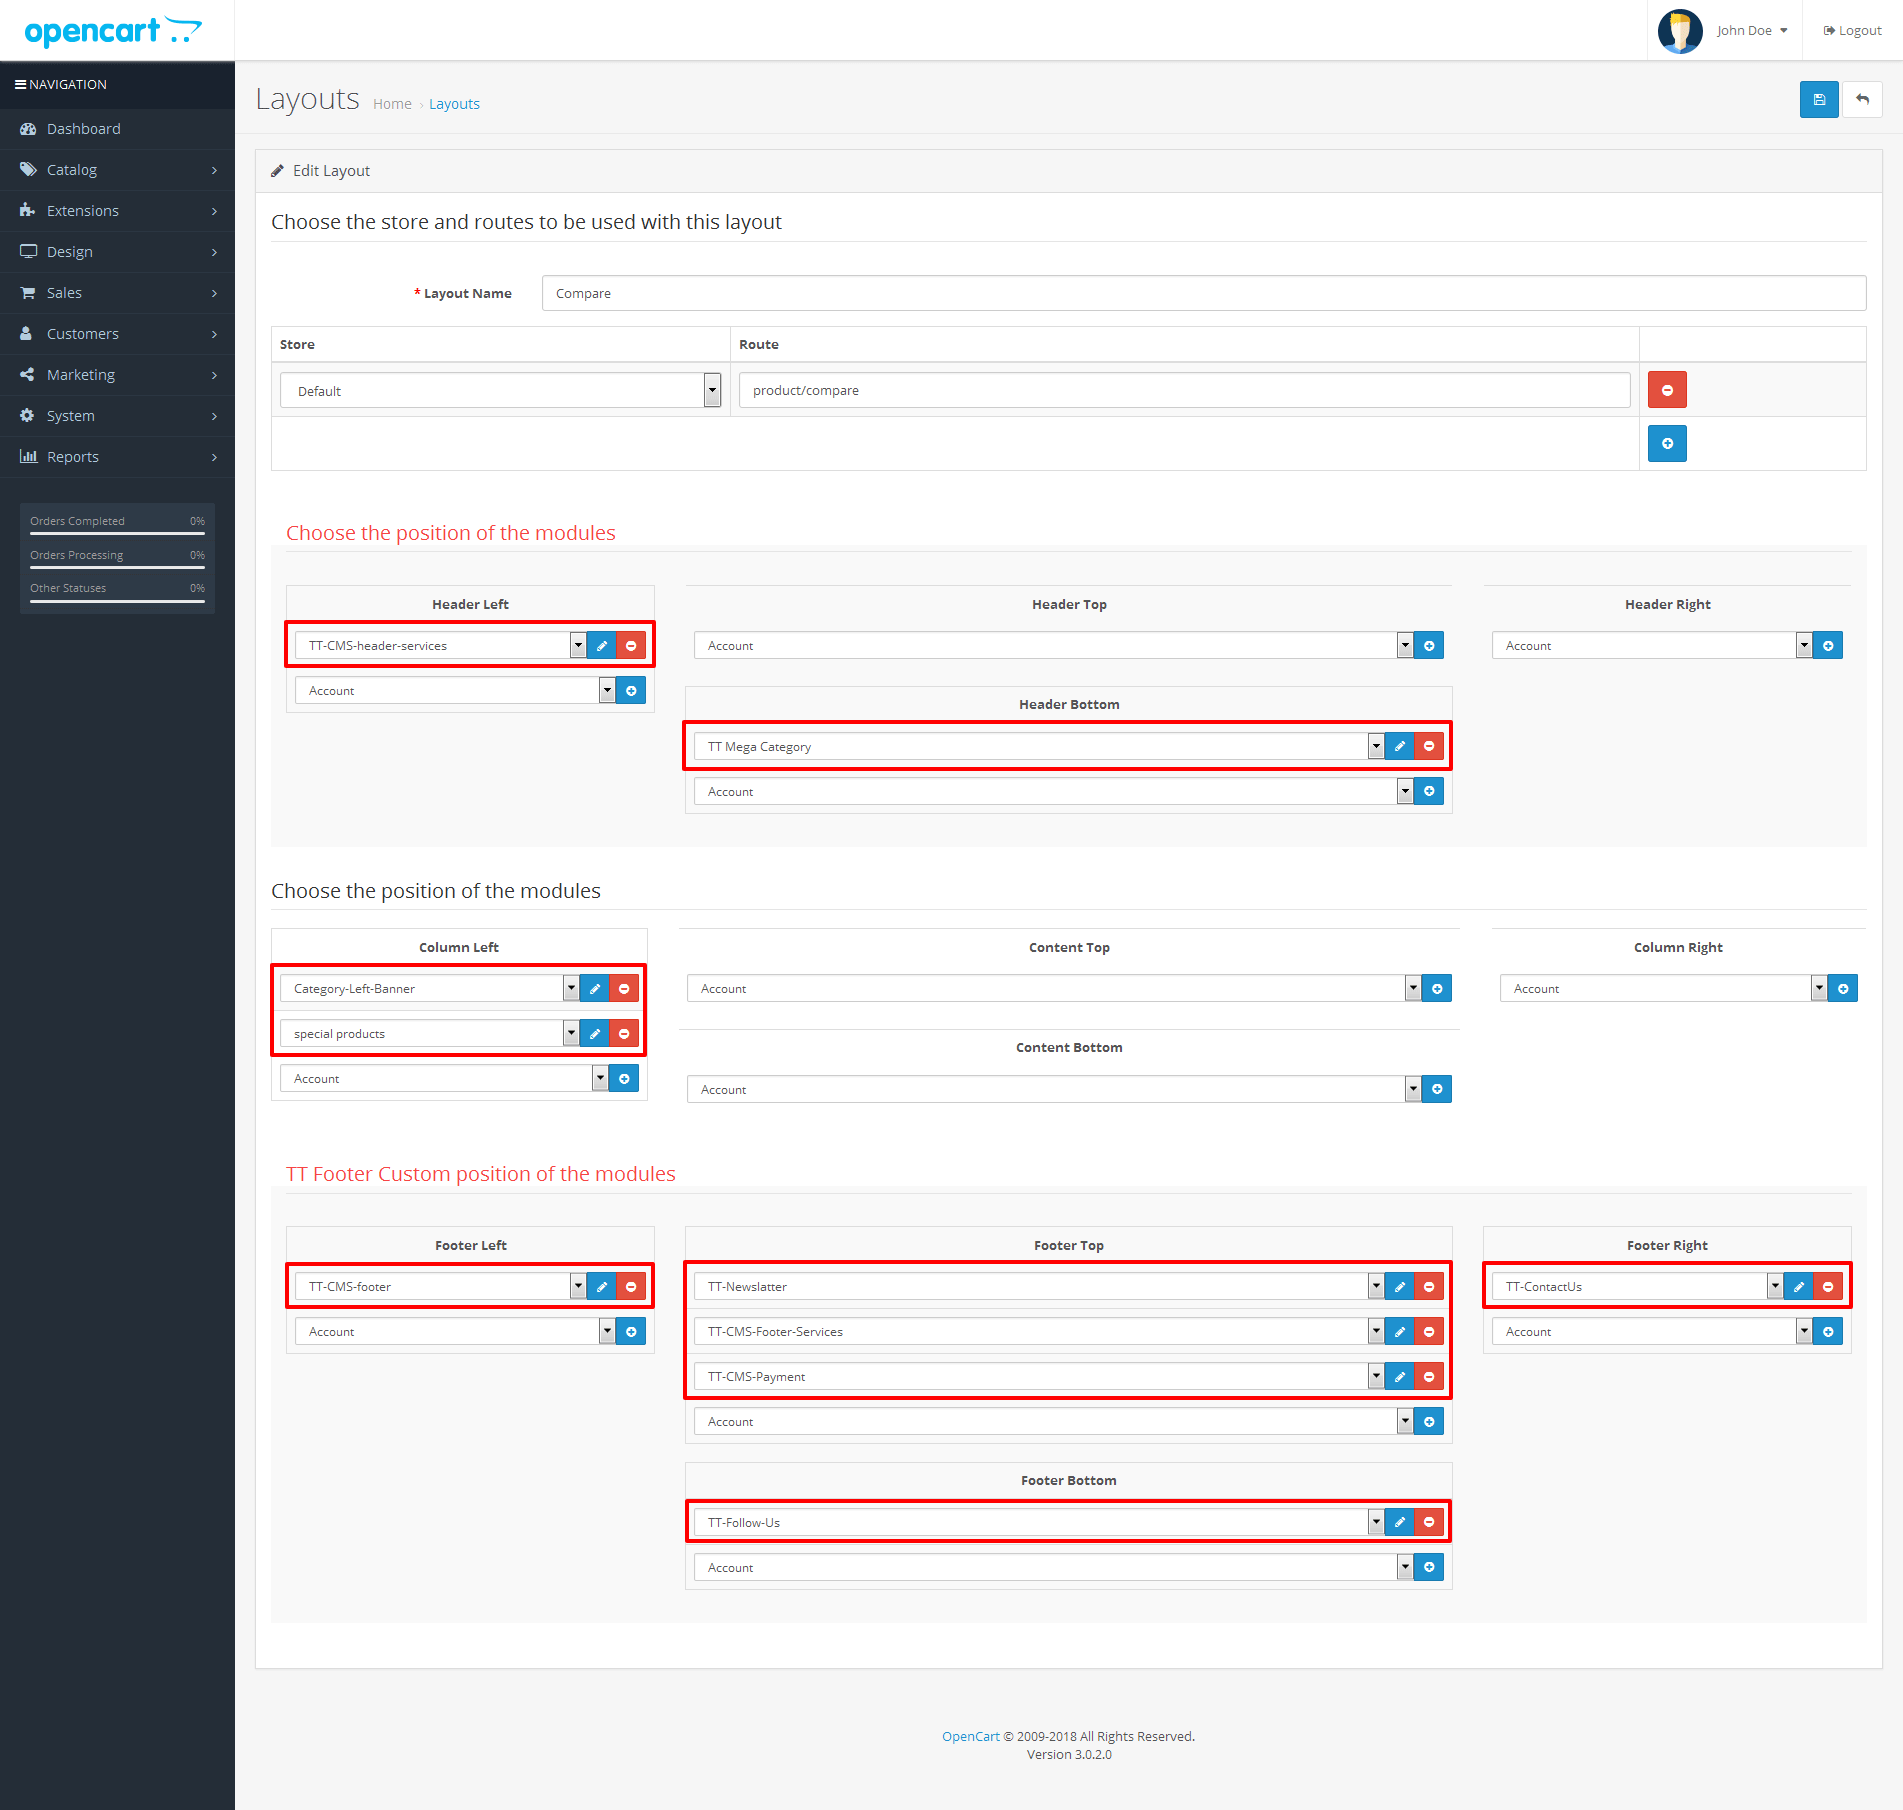 opencart
John Doe
Logout
NAVIGATION
Dashboard
Catalog
Extensions
Design
Sales
Customers
Marketing
System
Reports
Orders Completed 0%
Orders Processing 0%
Other Statuses 0%
Layouts Home › Layouts
Edit Layout
Choose the store and routes to be used with this layout
* Layout Name Compare
Store Route
Default product/compare
Choose the position of the modules
Header Left
TT-CMS-header-services
Account
Header Top
Account
Header Bottom
TT Mega Category
Account
Header Right
Account
Choose the position of the modules
Column Left
Category-Left-Banner
special products
Account
Content Top
Account
Content Bottom
Account
Column Right
Account
TT Footer Custom position of the modules
Footer Left
TT-CMS-footer
Account
Footer Top
TT-Newslatter
TT-CMS-Footer-Services
TT-CMS-Payment
Account
Footer Bottom
TT-Follow-Us
Account
Footer Right
TT-ContactUs
Account
OpenCart © 2009-2018 All Rights Reserved.
Version 3.0.2.0